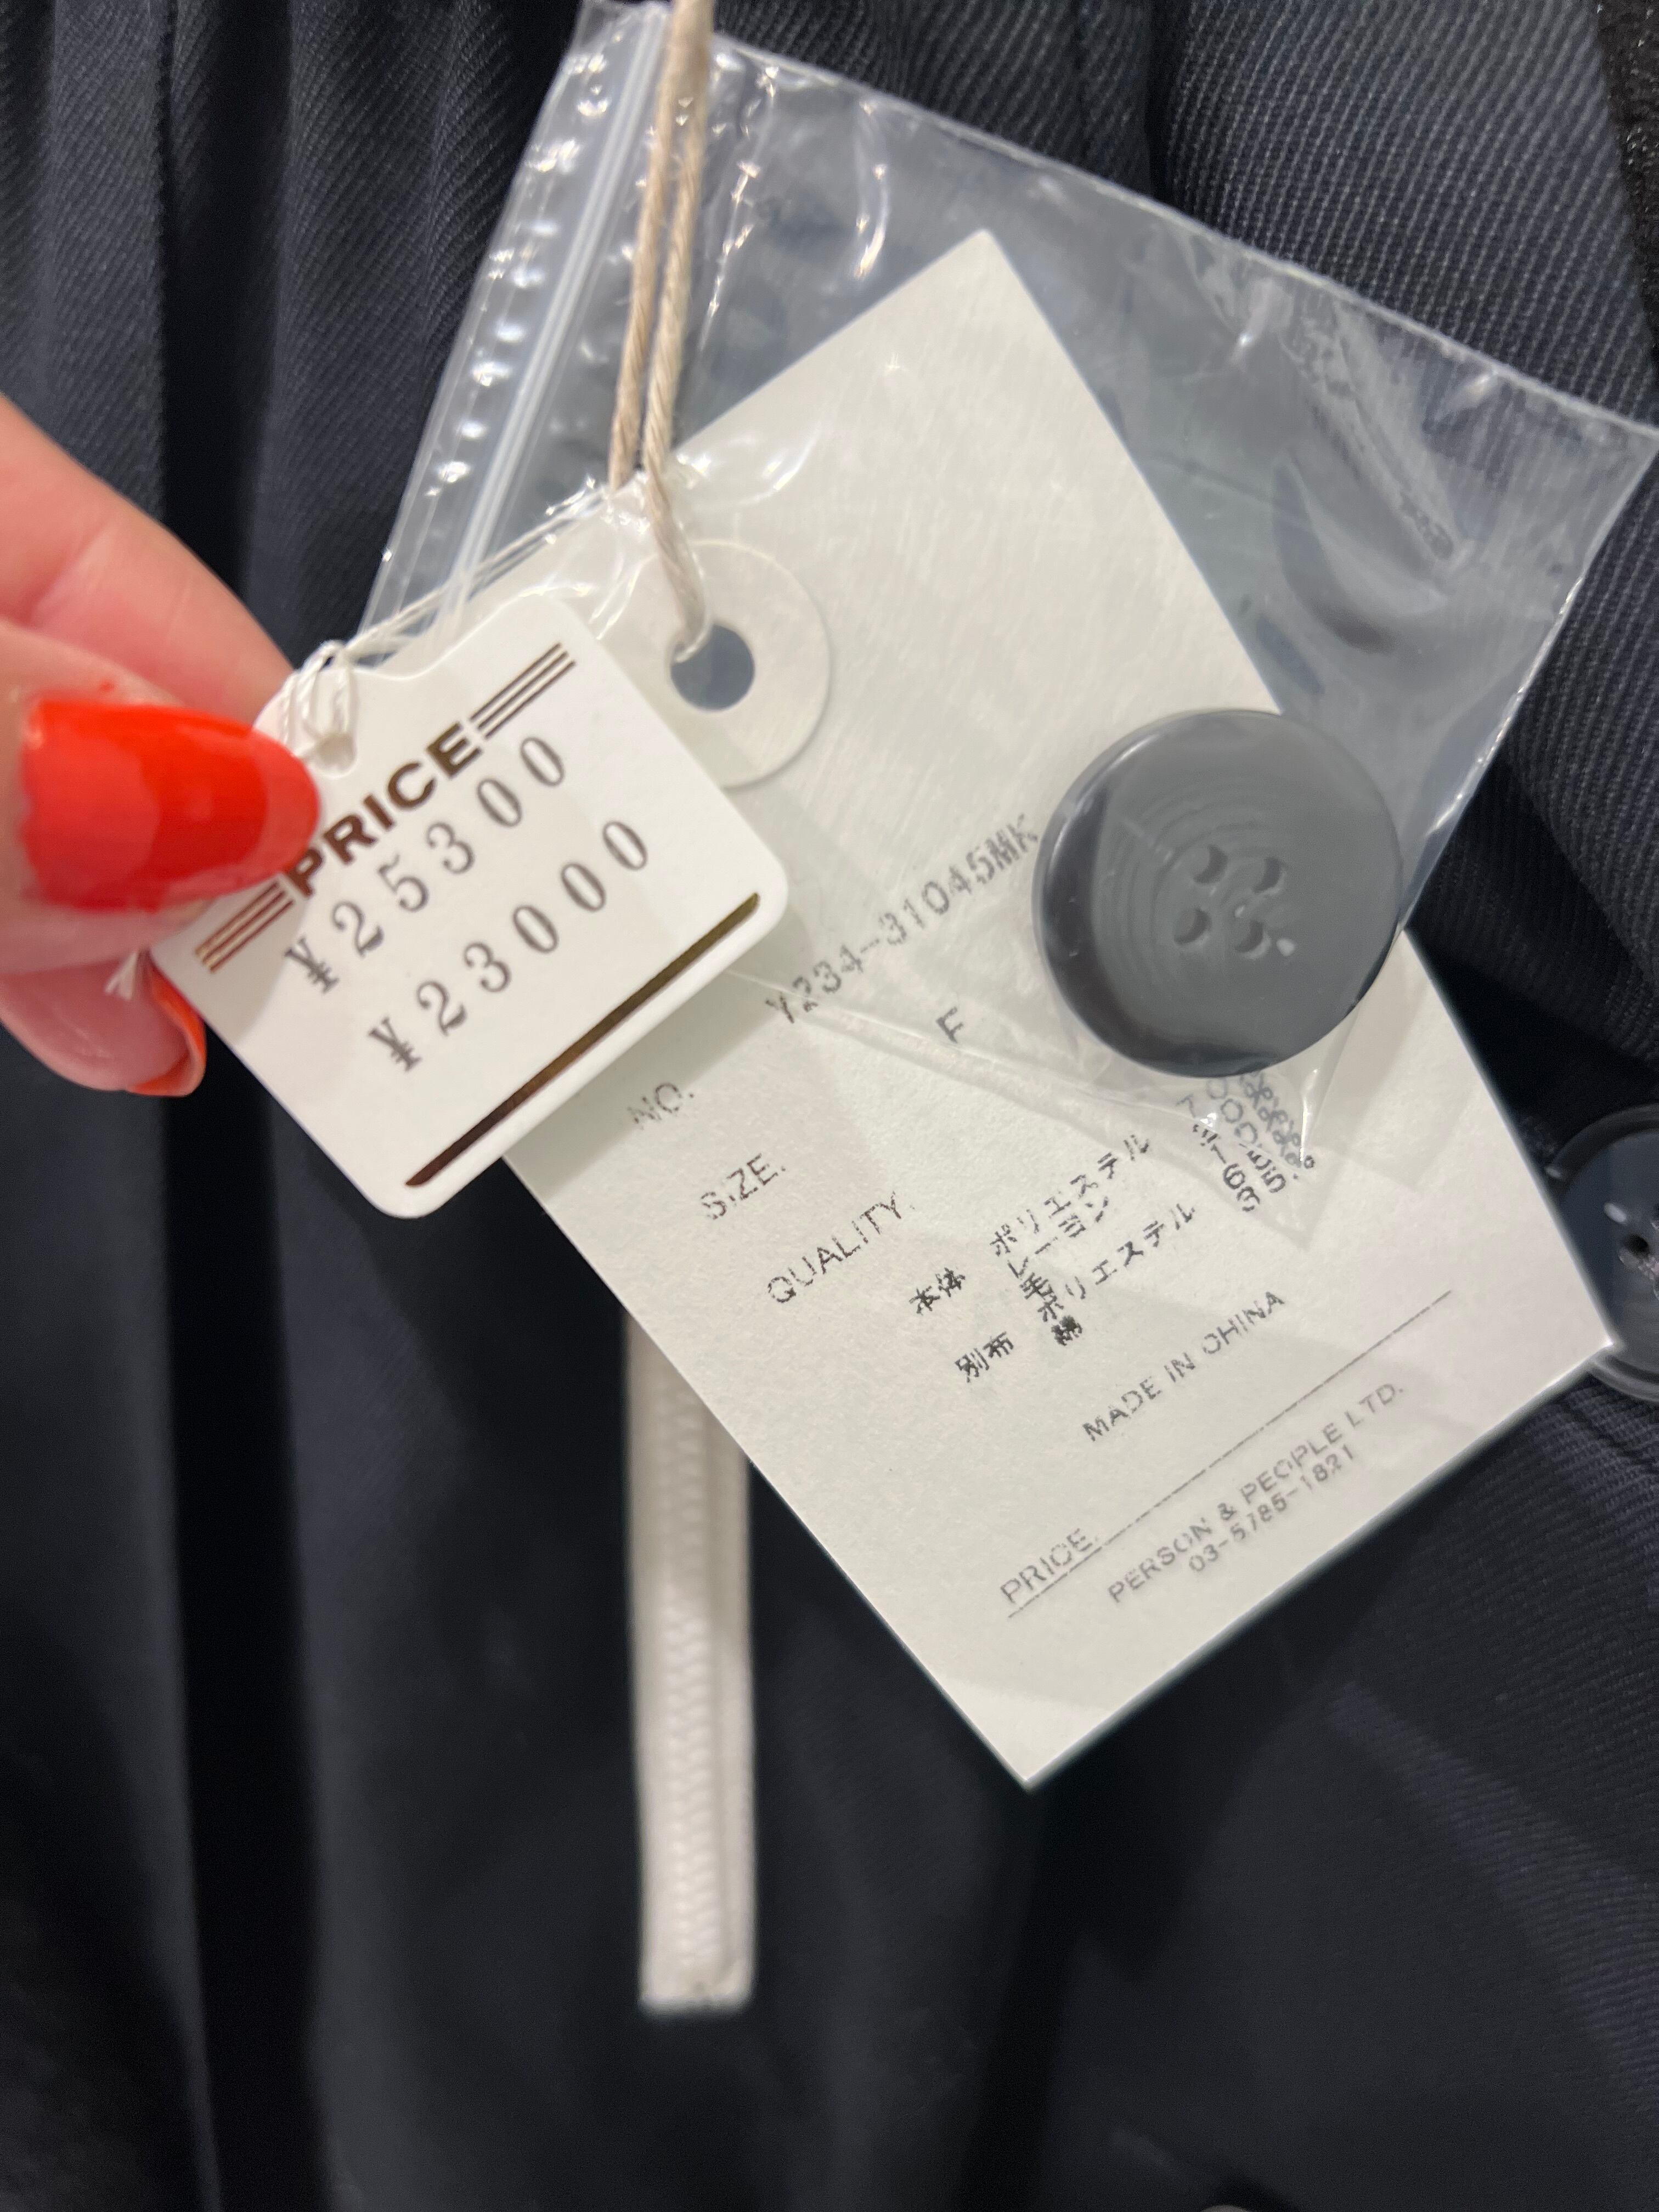 PRICE
¥25300
¥23000
NO.
Y234-31045MK
SIZE.
F
QUALITY.
本体
ポリエステル
レーヨン
毛
別布
ポリエステル
綿
MADE IN CHINA
PRICE.
PERSON & PEOPLE LTD.
03-5785-1821